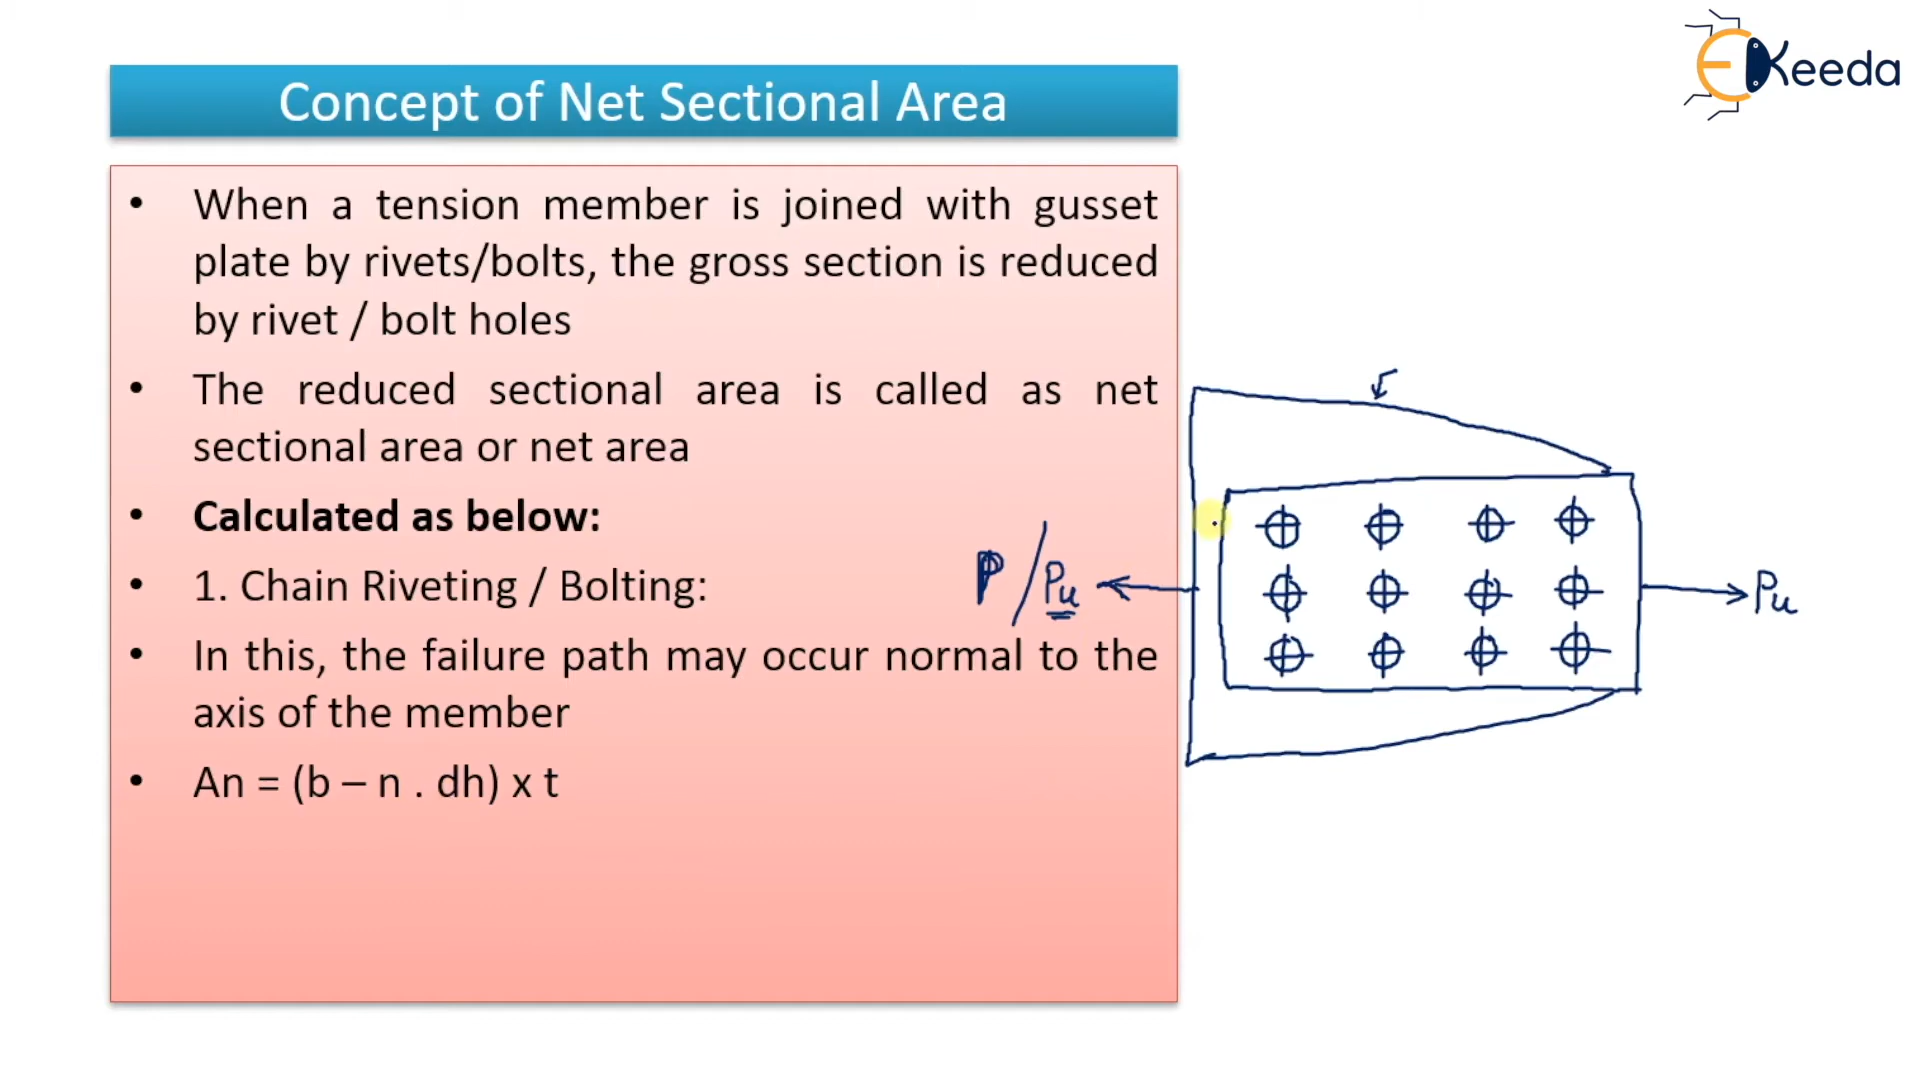 EKeeda
Concept of Net Sectional Area
• When a tension member is joined with gusset
plate by rivets/bolts, the gross section is reduced
by rivet / bolt holes
• The reduced sectional area is called as net
sectional area or net area
• Calculated as below:
• 1. Chain Riveting / Bolting:
• In this, the failure path may occur normal to the
axis of the member
• An = (b – n . dh) x t
P/Pu
Pu